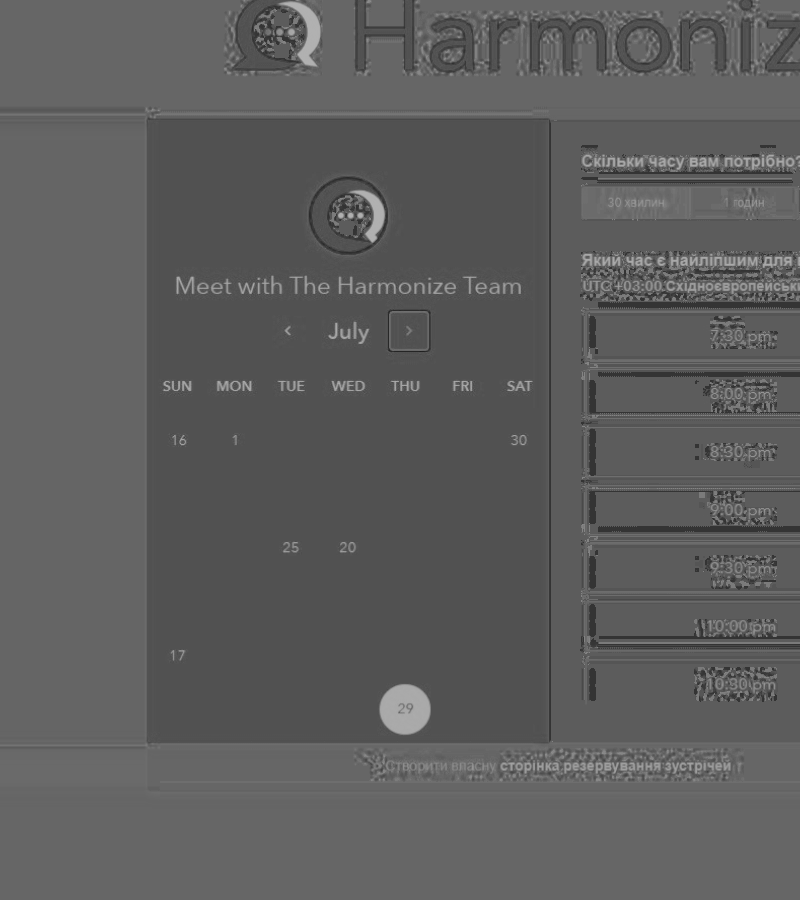 Harmoniz
Meet with The Harmonize Team
July
SUN MON TUE WED THU FRI SAT
16 1 30
25 20
17
29
Скільки часу вам потрібно?
30 хвилин 1 годин
Який час є найліпшим для
UTC +03:00 Східноєвропейськи
7:30 pm
8:00 pm
8:30 pm
9:00 pm
9:30 pm
10:00 pm
10:30 pm
Створити власну сторінка резервування зустрічей